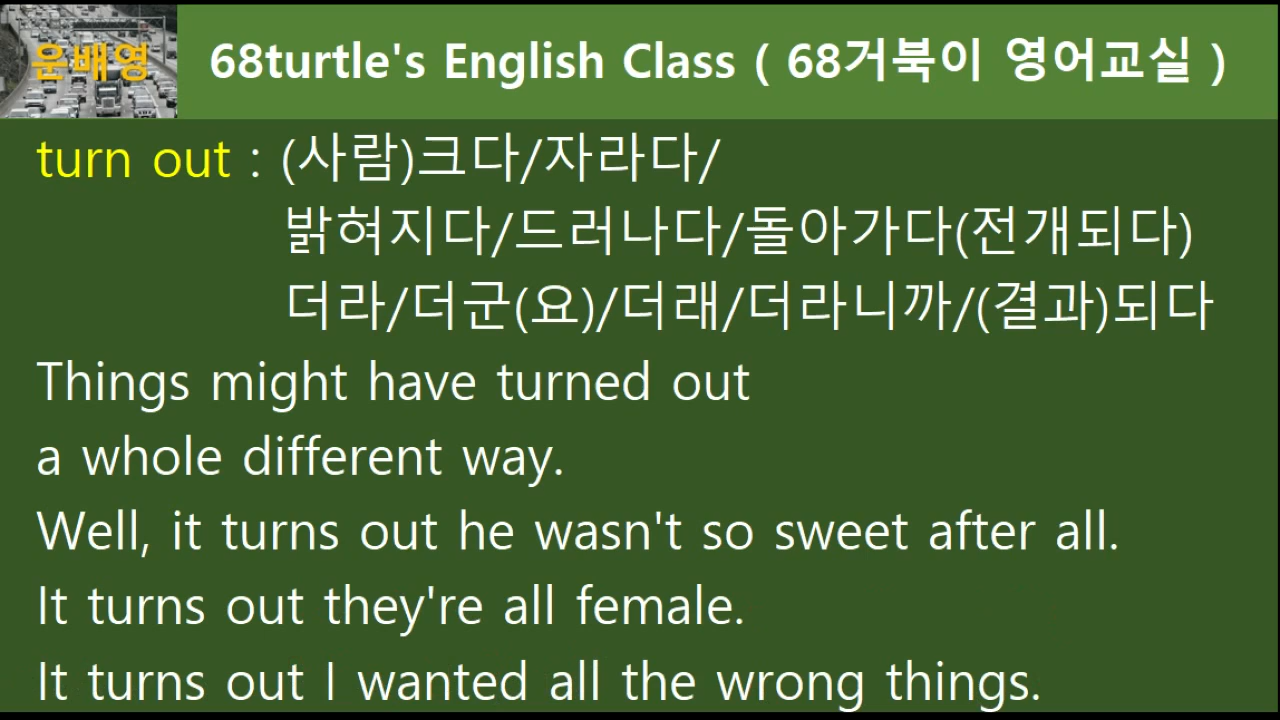 운배영
68turtle's English Class ( 68거북이 영어교실 )
turn out : (사람)크다/자라다/
밝혀지다/드러나다/돌아가다(전개되다)
더라/더군(요)/더래/더라니까/(결과)되다
Things might have turned out
a whole different way.
Well, it turns out he wasn't so sweet after all.
It turns out they're all female.
It turns out I wanted all the wrong things.